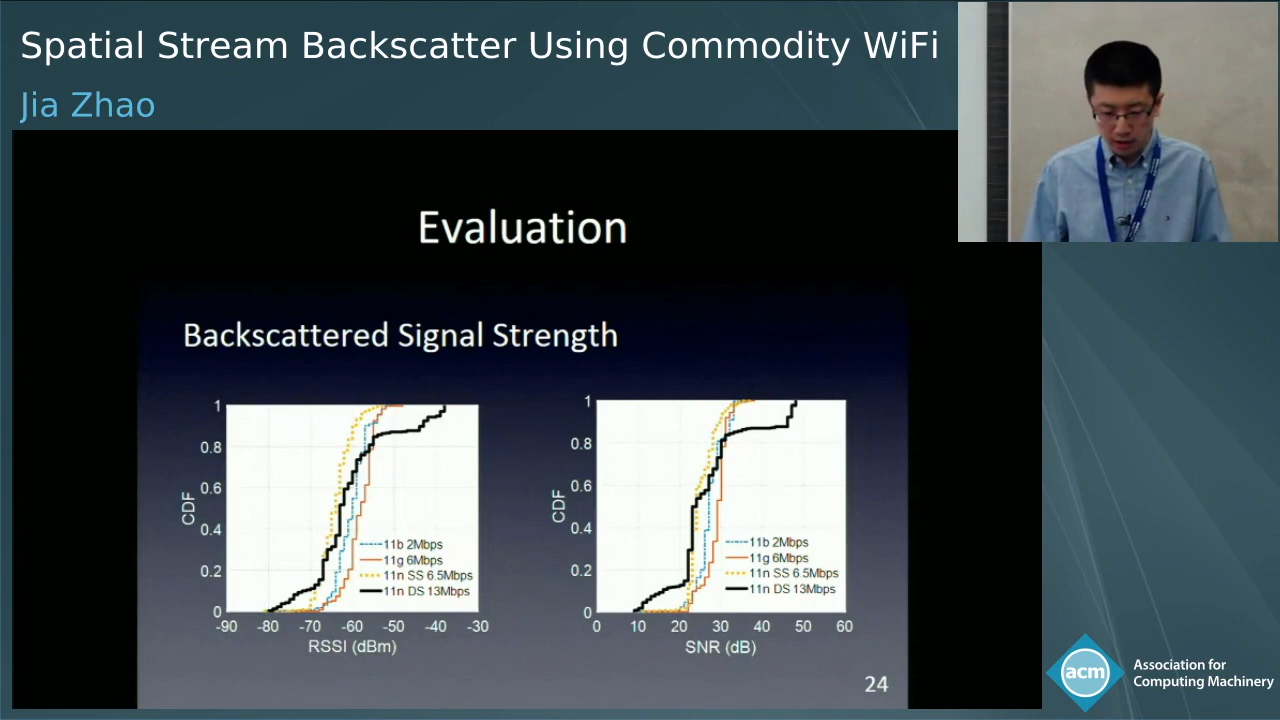 Spatial Stream Backscatter Using Commodity WiFi
Jia Zhao
Evaluation
Backscattered Signal Strength
1
0.8
0.6
0.4
0.2
0
CDF
-90 -80 -70 -60 -50 -40 -30
RSSI (dBm)
11b 2Mbps
11g 6Mbps
11n SS 6.5Mbps
11n DS 13Mbps
1
0.8
0.6
0.4
0.2
0
CDF
0 10 20 30 40 50 60
SNR (dB)
11b 2Mbps
11g 6Mbps
11n SS 6.5Mbps
11n DS 13Mbps
24
acm
Association for
Computing Machinery